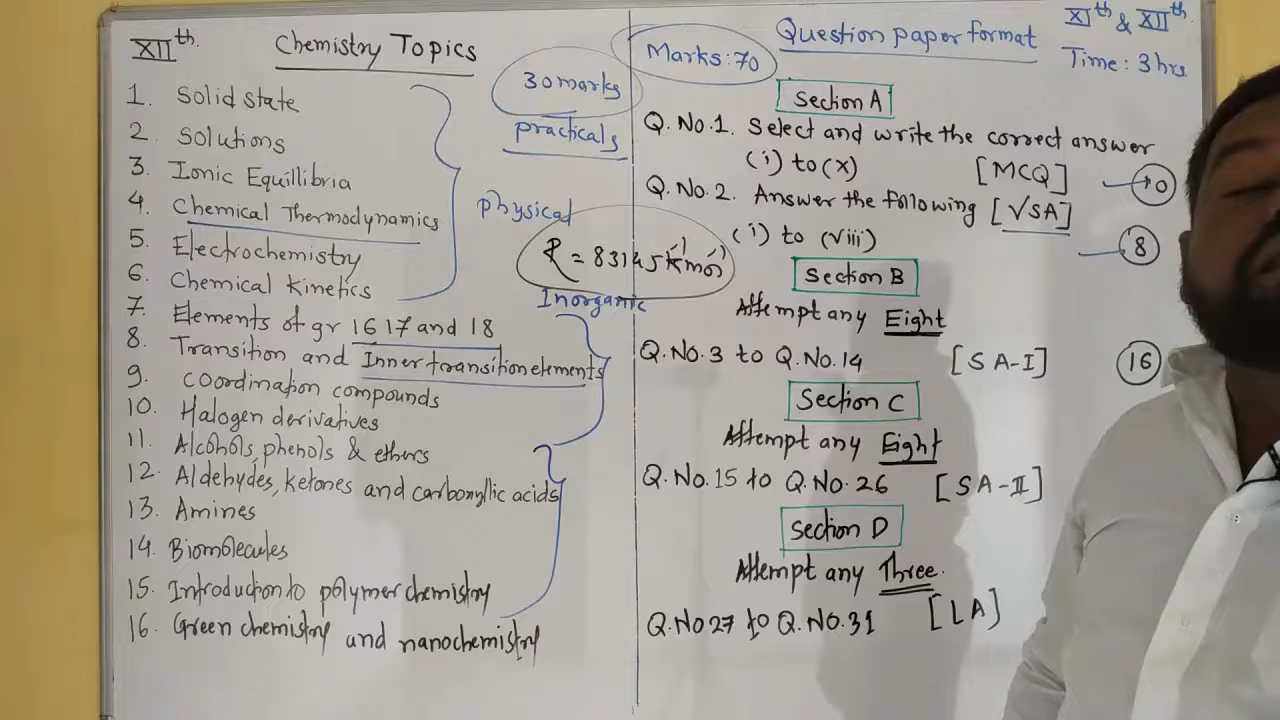 XIIth.
Chemistry Topics
1. Solid state
2. Solutions
3. Ionic Equillibria
4. Chemical Thermodynamics
5. Electrochemistry
6. Chemical kinetics
7. Elements of gr 16 17 and 18
8. Transition and Inner transition elements
9. Coordination compounds
10. Halogen derivatives
11. Alcohols, phenols & ethers
12. Aldehydes, ketones and carboxyllic acids
13. Amines
14. Biomolecules
15. Introduction to polymer chemistry
16. Green chemistry and nanochemistry
30 marks
practicals
physical
Inorganic
Marks: 70
Question paper format
XIth & XIIth.
Time: 3 hrs.
Section A
Q. No. 1. Select and write the correct answer
(i) to (x) [MCQ] 10
Q. No. 2. Answer the following [VSA]
(i) to (viii) 8
Section B
Attempt any Eight
Q. No. 3 to Q. No. 14 [SA-I] 16
Section C
Attempt any Eight
Q. No. 15 to Q. No. 26 [SA-II]
Section D
Attempt any Three.
Q. No 27 to Q. No. 31 [LA]